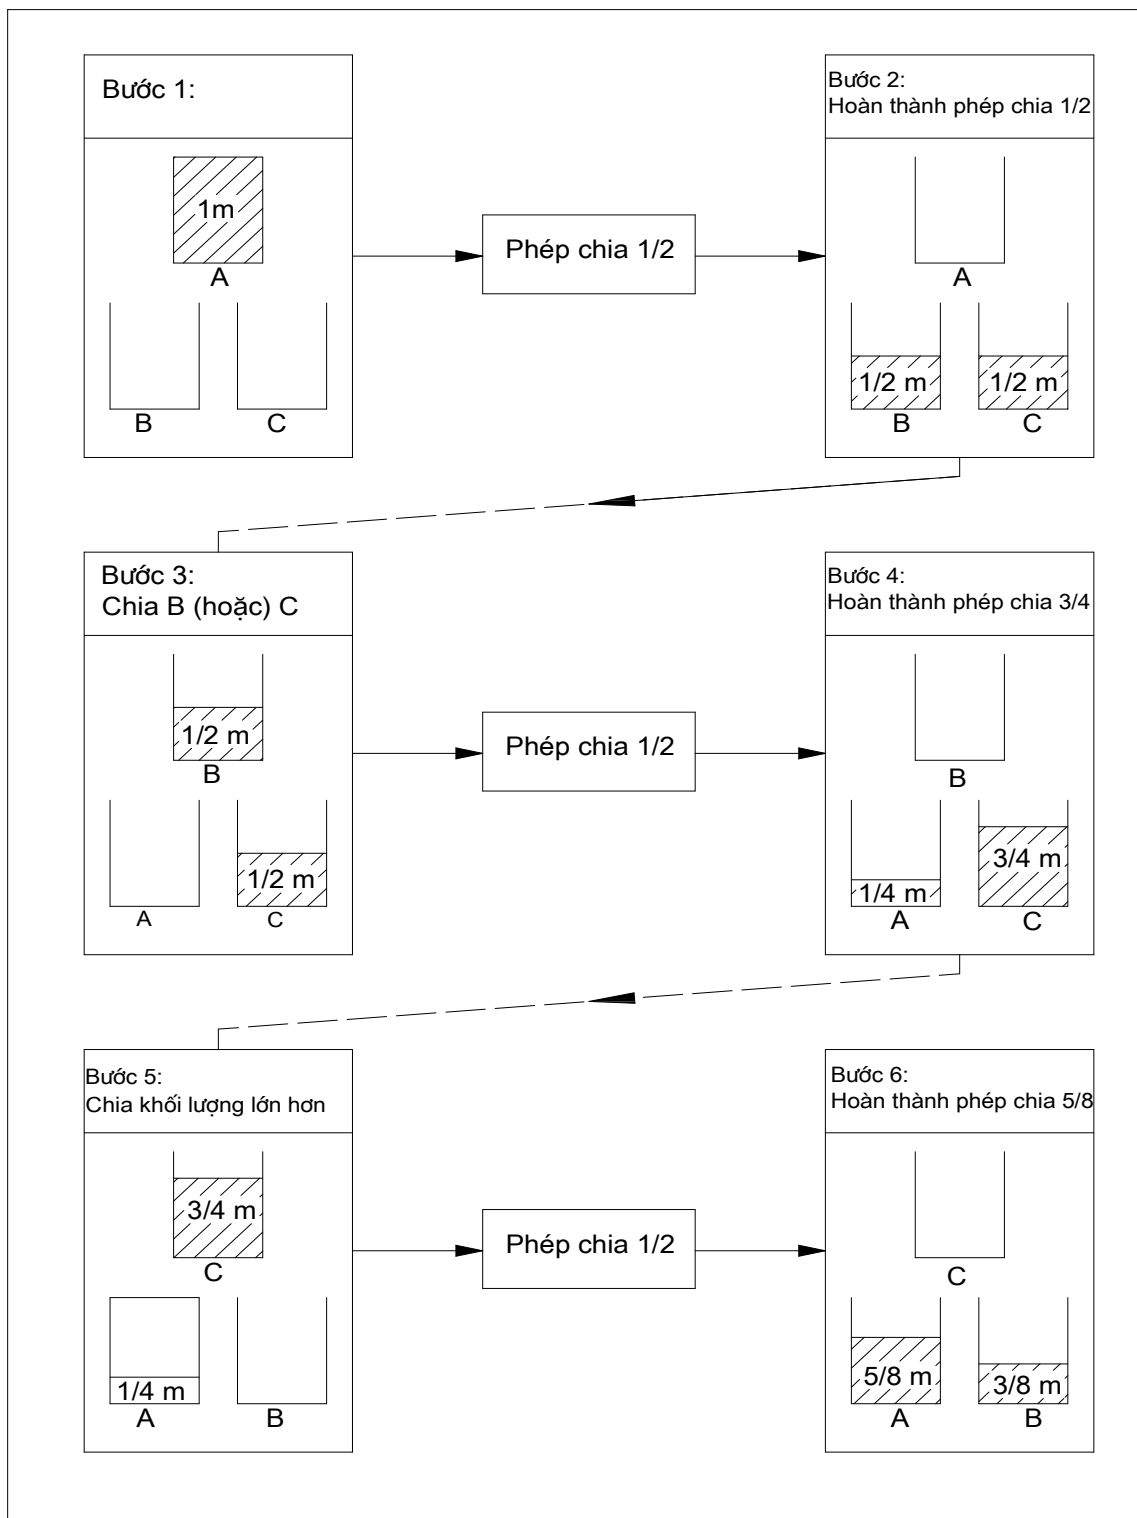 Bước 1:
1m
A
B
C
Phép chia 1/2
Bước 2:
Hoàn thành phép chia 1/2
A
1/2 m
1/2 m
B
C
Bước 3:
Chia B (hoặc) C
1/2 m
B
1/2 m
A
C
Phép chia 1/2
Bước 4:
Hoàn thành phép chia 3/4
B
3/4 m
1/4 m
A
C
Bước 5:
Chia khối lượng lớn hơn
3/4 m
C
1/4 m
A
B
Phép chia 1/2
Bước 6:
Hoàn thành phép chia 5/8
C
5/8 m
3/8 m
A
B